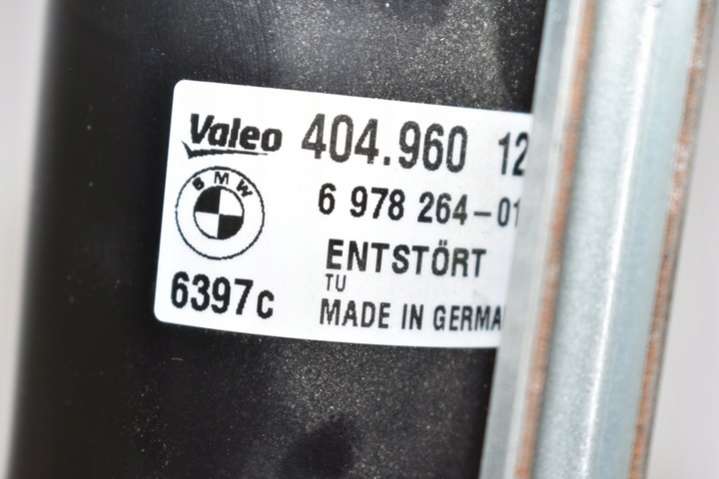 Valeo 404.960 12
BMW
6 978 264-01
ENTSTÖRT
TU
6397c
MADE IN GERMA